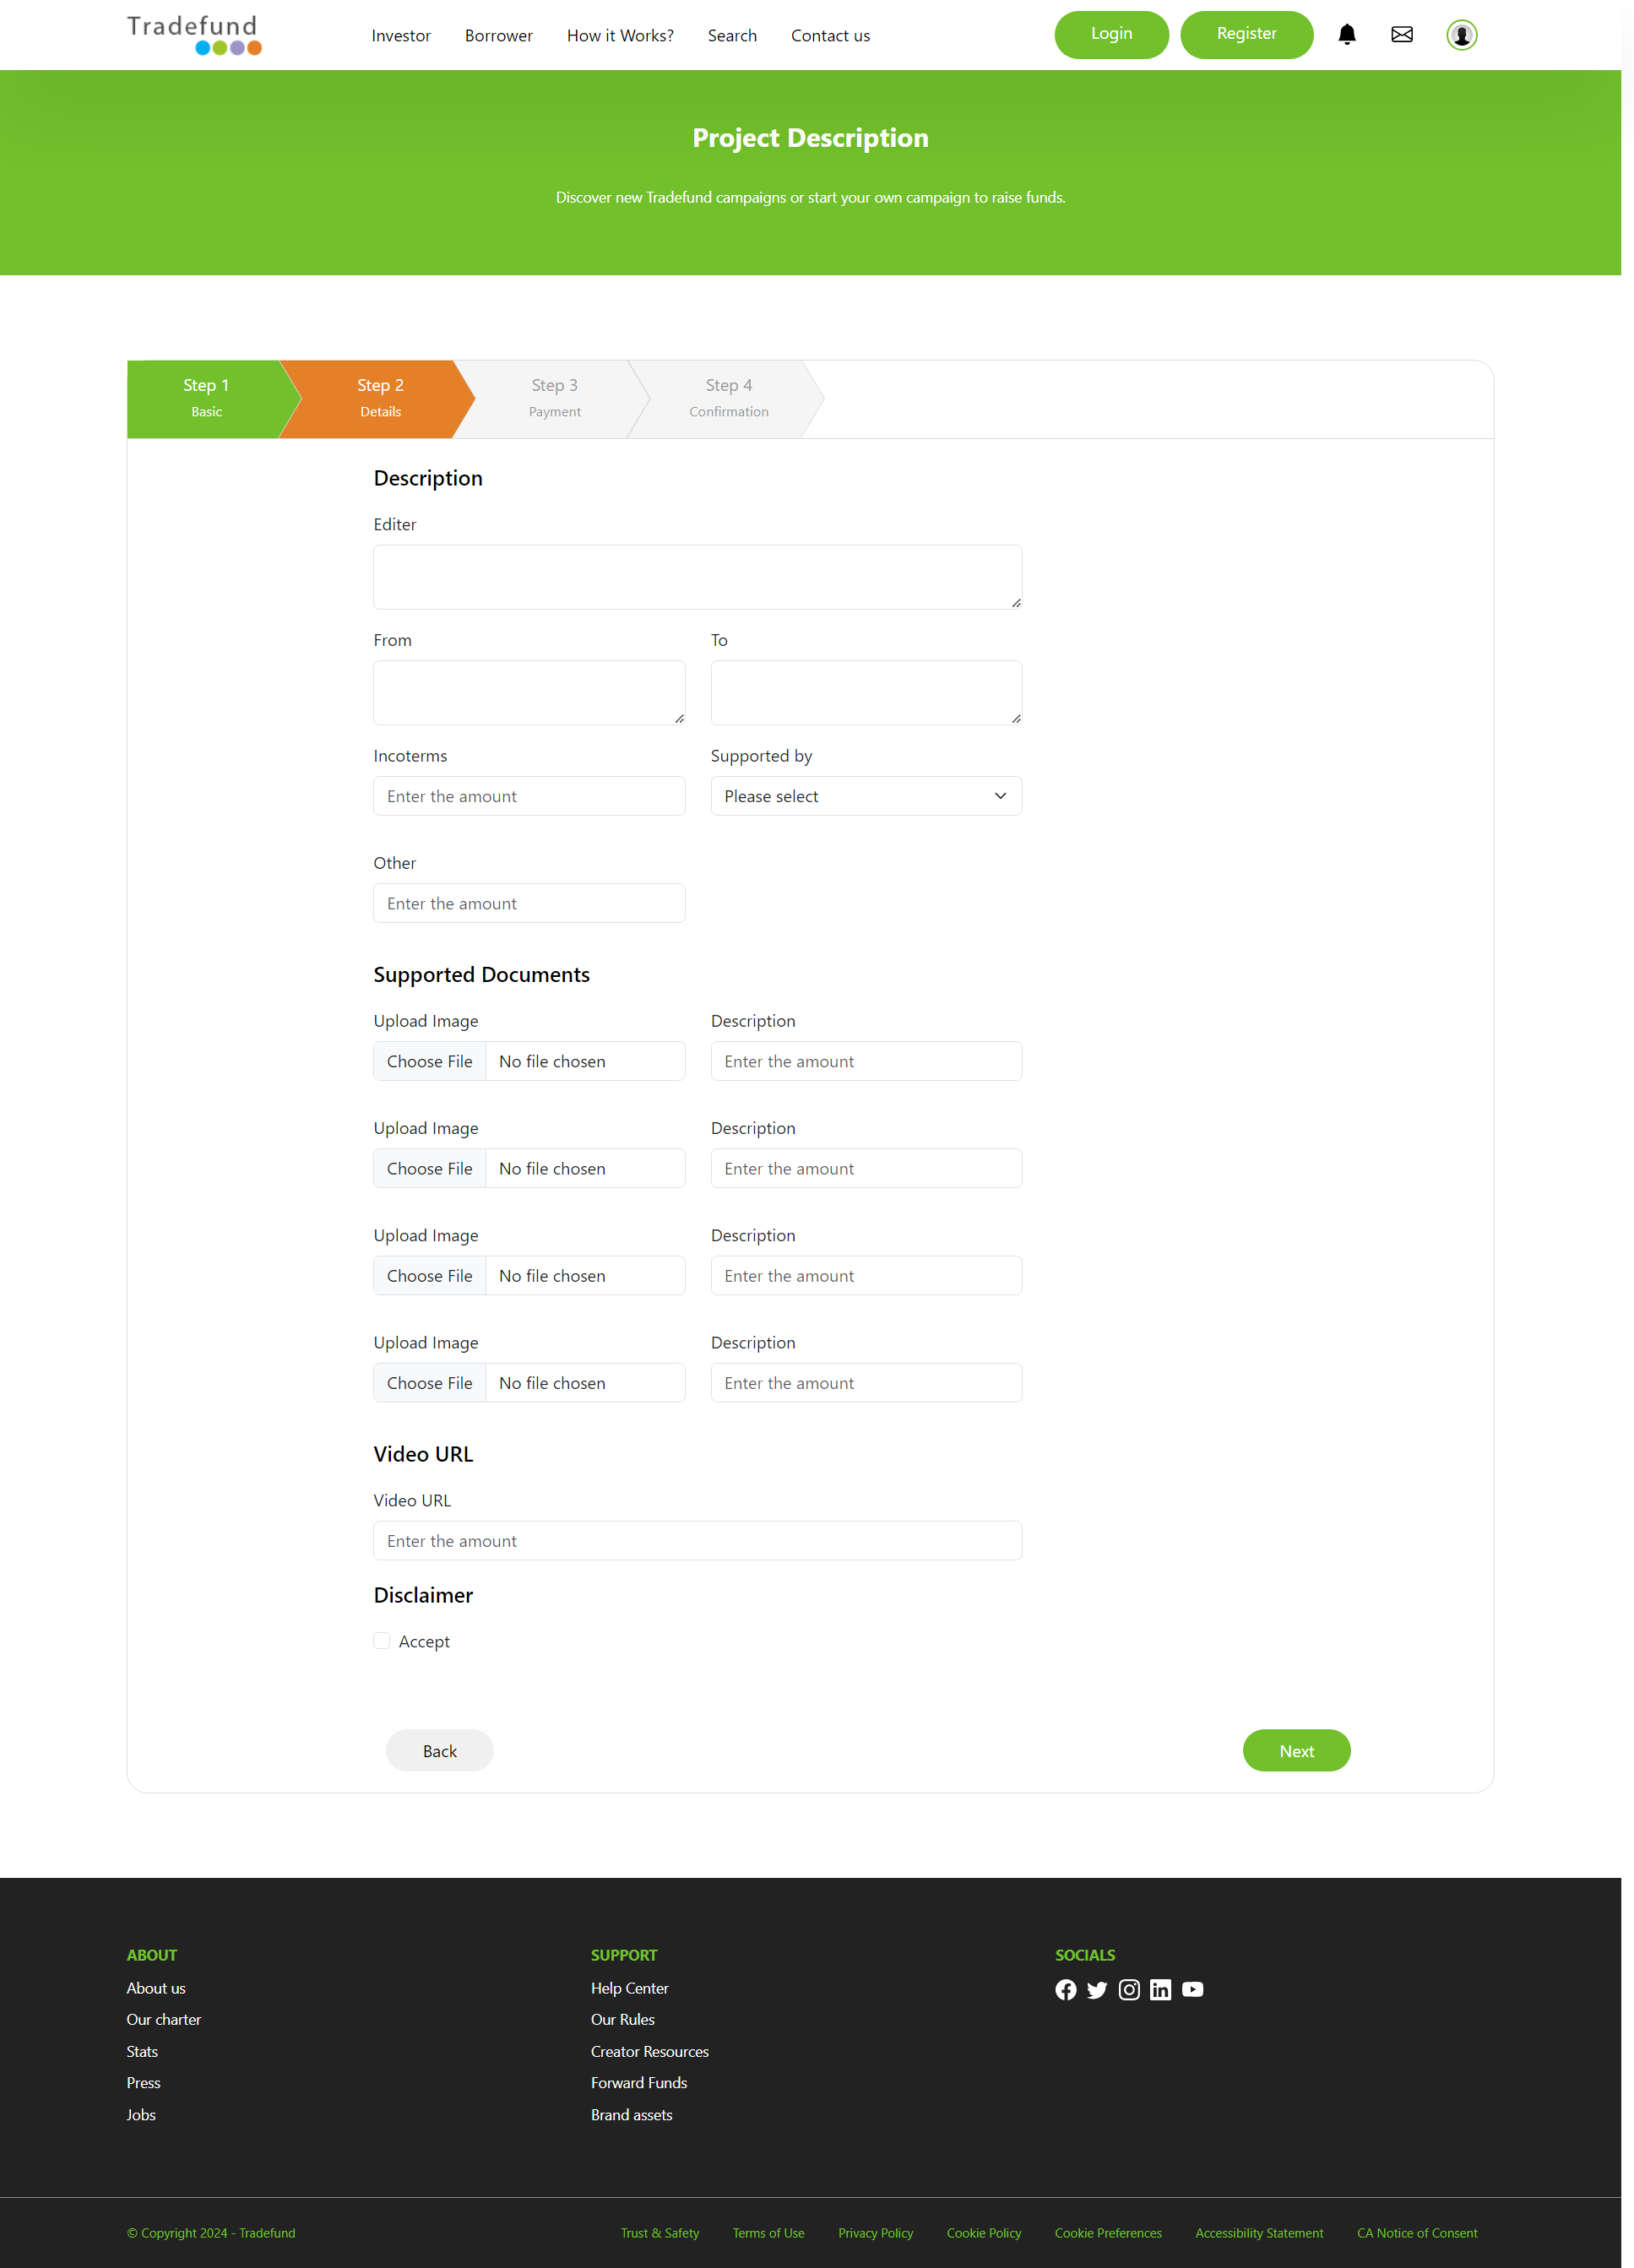 Tradefund
Investor Borrower How it Works? Search Contact us Login Register
Project Description
Discover new Tradefund campaigns or start your own campaign to raise funds.
Step 1 Step 2 Step 3 Step 4
Basic Details Payment Confirmation
Description
Editer
From To
Incoterms Supported by
Enter the amount Please select
Other
Enter the amount
Supported Documents
Upload Image Description
Choose File No file chosen Enter the amount
Upload Image Description
Choose File No file chosen Enter the amount
Upload Image Description
Choose File No file chosen Enter the amount
Upload Image Description
Choose File No file chosen Enter the amount
Video URL
Video URL
Enter the amount
Disclaimer
Accept
Back Next
ABOUT SUPPORT SOCIALS
About us Help Center
Our charter Our Rules
Stats Creator Resources
Press Forward Funds
Jobs Brand assets
© Copyright 2024 - Tradefund Trust & Safety Terms of Use Privacy Policy Cookie Policy Cookie Preferences Accessibility Statement CA Notice of Consent